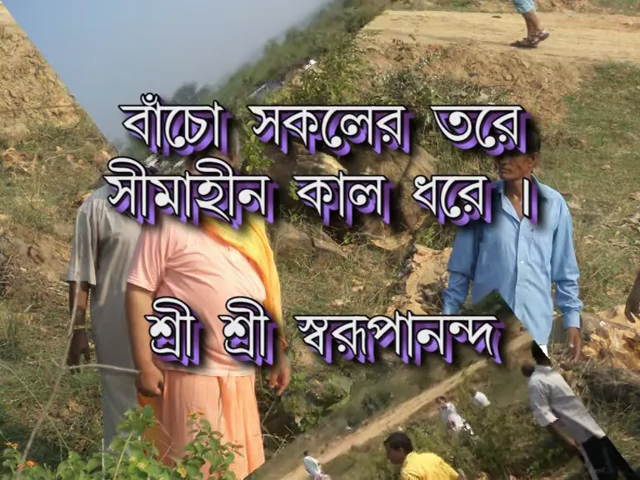 বাঁচো সকলের তরে
সীমাহীন কাল ধরে ।
শ্রী শ্রী স্বরূপানন্দ